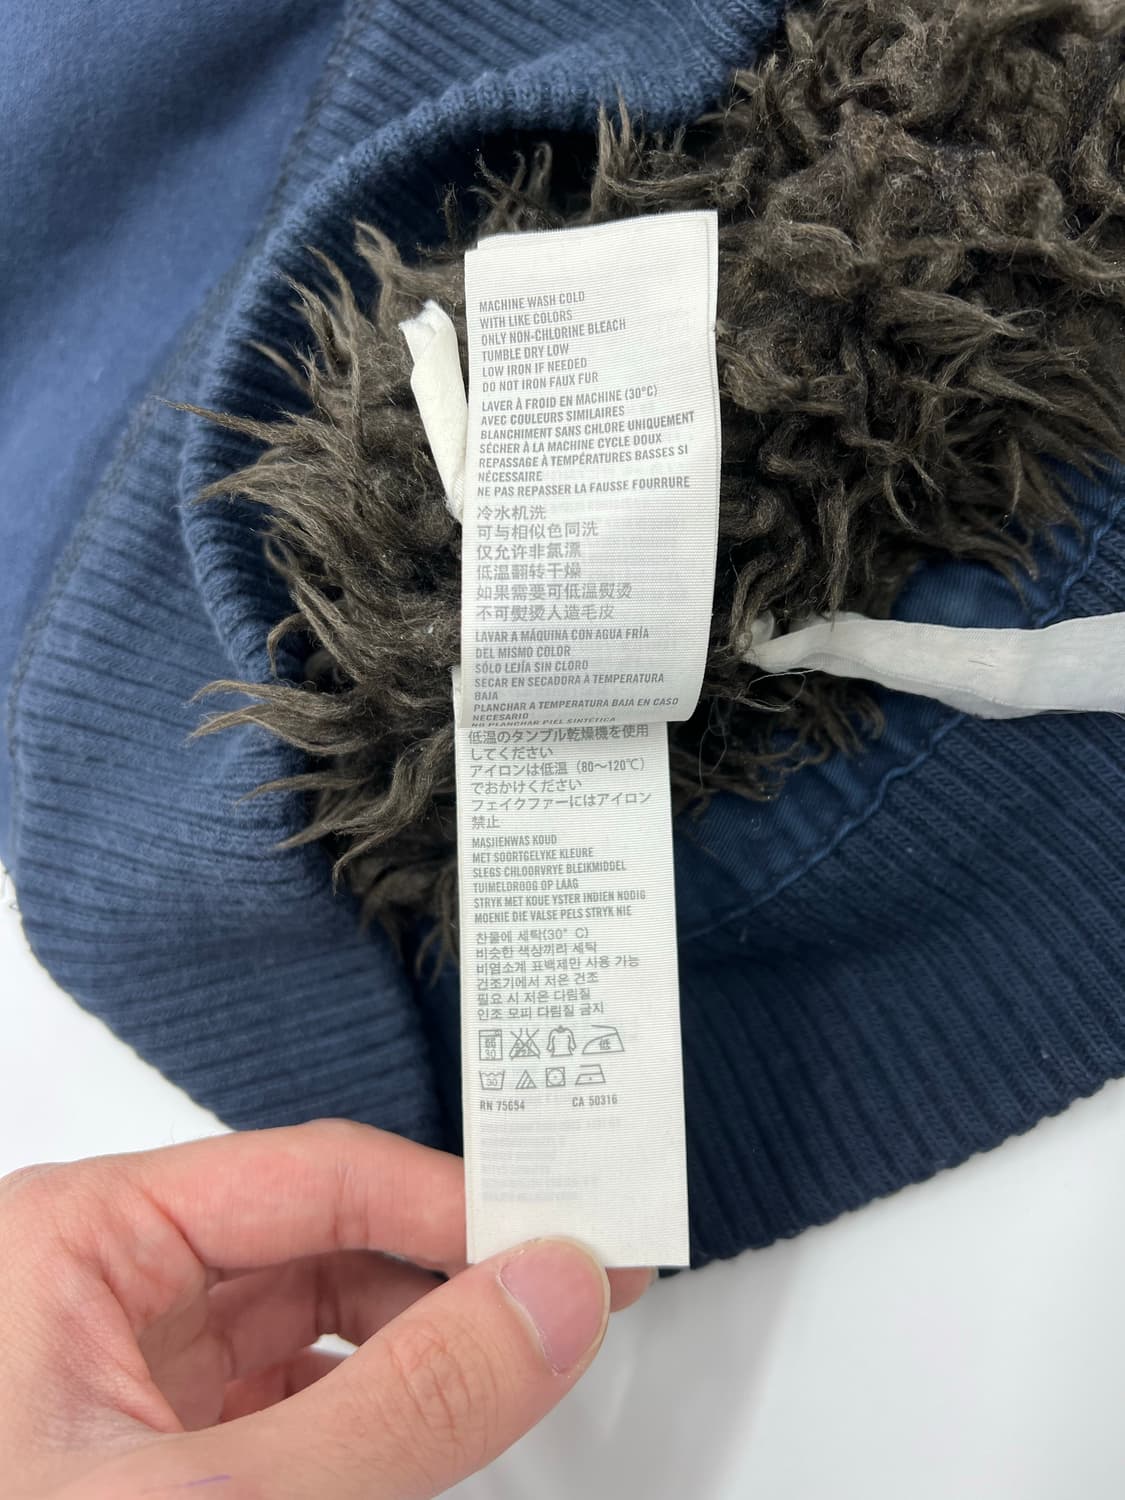 MACHINE WASH COLD
WITH LIKE COLORS
ONLY NON-CHLORINE BLEACH
TUMBLE DRY LOW
LOW IRON IF NEEDED
DO NOT IRON FAUX FUR
LAVER À FROID EN MACHINE (30°C)
AVEC COULEURS SIMILAIRES
BLANCHIMENT SANS CHLORE UNIQUEMENT
SÉCHER À LA MACHINE CYCLE DOUX
REPASSAGE À TEMPÉRATURES BASSES SI
NÉCESSAIRE
NE PAS REPASSER LA FAUSSE FOURRURE
冷水机洗
可与相似色同洗
仅允许非氯漂
低温翻转干燥
如果需要可低温熨烫
不可熨烫人造毛皮
LAVAR A MÁQUINA CON AGUA FRÍA
DEL MISMO COLOR
SÓLO LEJÍA SIN CLORO
SECAR EN SECADORA A TEMPERATURA
BAJA
PLANCHAR A TEMPERATURA BAJA EN CASO
NECESARIO
NO PLANCHAR PIEL SINTÉTICA
低温のタンブル乾燥機を使用
してください
アイロンは低温（80～120℃）
でおかけください
フェイクファーにはアイロン
禁止
MASJIENWAS KOUD
MET SOORTGELYKE KLEURE
SLEGS CHLOORVRYE BLEIKMIDDEL
TUIMELDROOG OP LAAG
STRYK MET KOUE YSTER INDIEN NODIG
MOENIE DIE VALSE PELS STRYK NIE
찬물에 세탁(30° C)
비슷한 색상끼리 세탁
비염소계 표백제만 사용 가능
건조기에서 저온 건조
필요 시 저온 다림질
인조 모피 다림질 금지
30 低
30
RN 75654 CA 50316